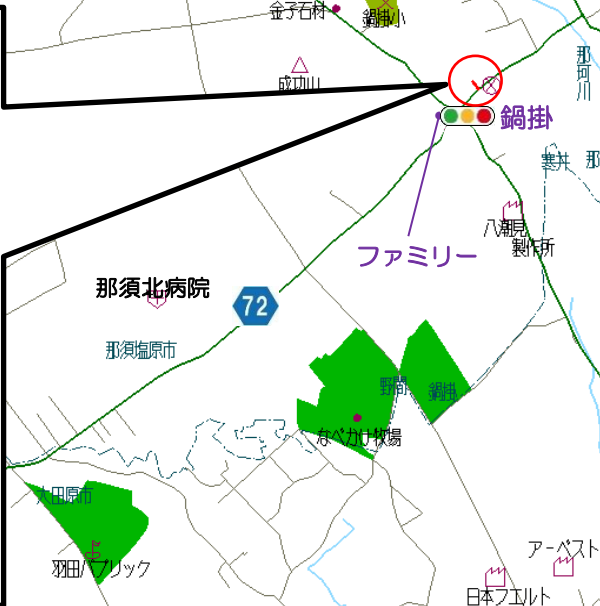 金子石材
鍋掛小
那珂川
成功山
鍋掛
寒井
那
八潮見
製作所
ファミリー
那須北病院
72
那須塩原市
野間
鍋掛
なべかけ牧場
大田原市
羽田パブリック
アーベスト
日本フエルト